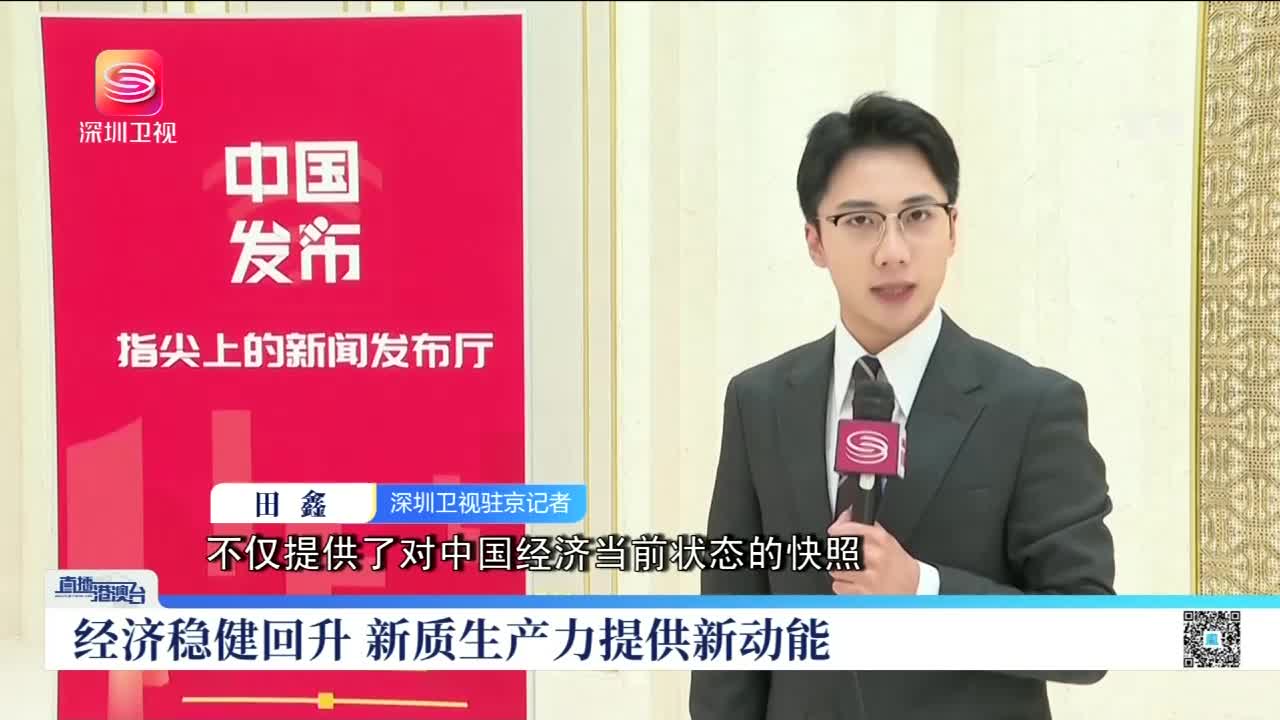 深圳卫视
中国
发布
指尖上的新闻发布厅
田 鑫
深圳卫视驻京记者
不仅提供了对中国经济当前状态的快照
直播港澳台
经济稳健回升 新质生产力提供新动能